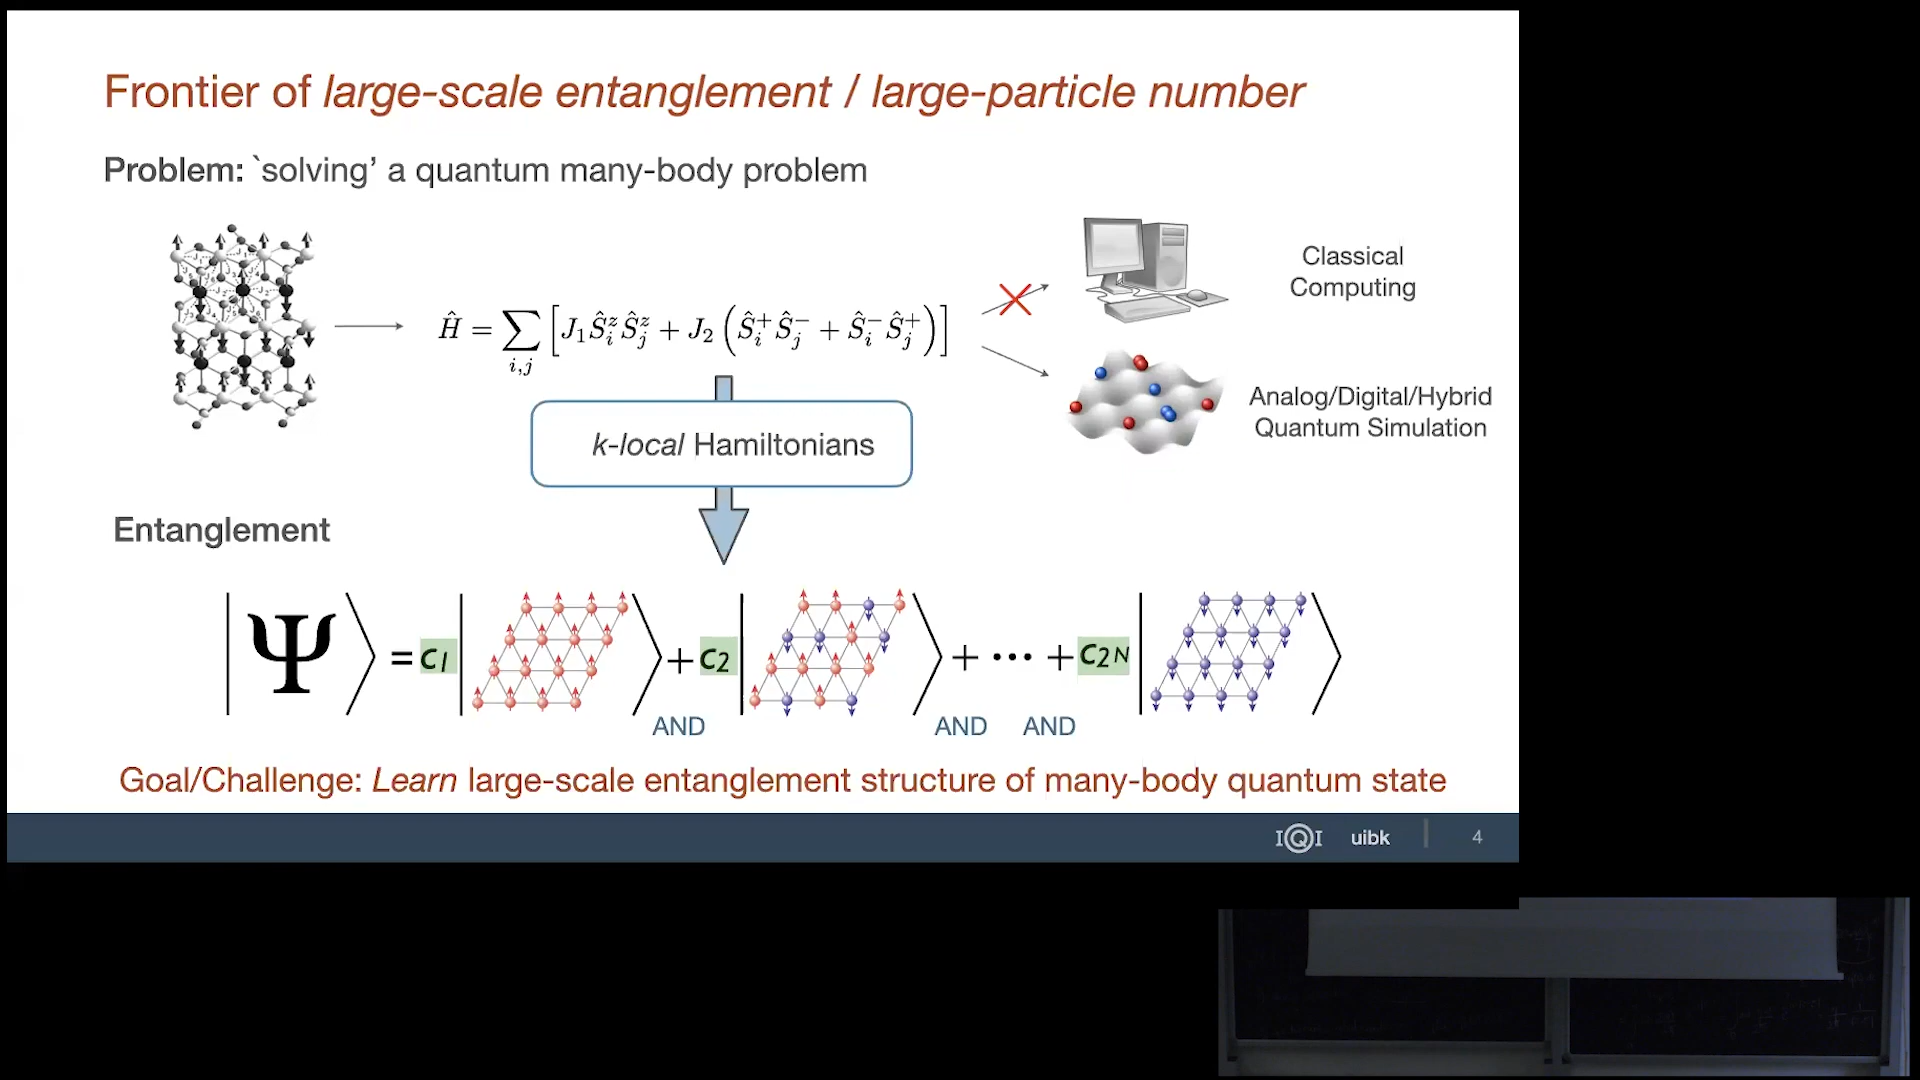 Frontier of large-scale entanglement / large-particle number
Problem: `solving’ a quantum many-body problem
Classical
Computing
Ĥ = ∑_{i,j} [J₁Ŝᵢᶻ Ŝⱼᶻ + J₂ (Ŝᵢ⁺Ŝⱼ⁻ + Ŝᵢ⁻Ŝⱼ⁺)]
Analog/Digital/Hybrid
Quantum Simulation
k-local Hamiltonians
Entanglement
|Ψ⟩ = c1 | ⟩ + c2 | ⟩ + ··· + c2N | ⟩
AND AND AND
Goal/Challenge: Learn large-scale entanglement structure of many-body quantum state
IQI uibk | 4